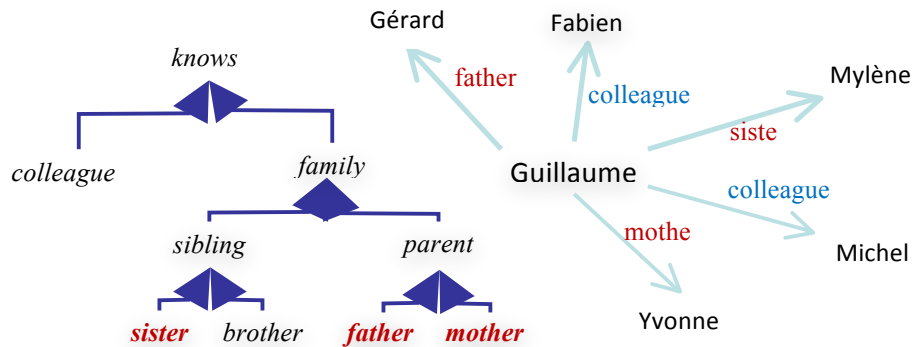 knows
colleague
family
sibling
parent
sister
brother
father
mother
Gérard
Fabien
Mylène
father
colleague
siste
Guillaume
colleague
mothe
Michel
Yvonne